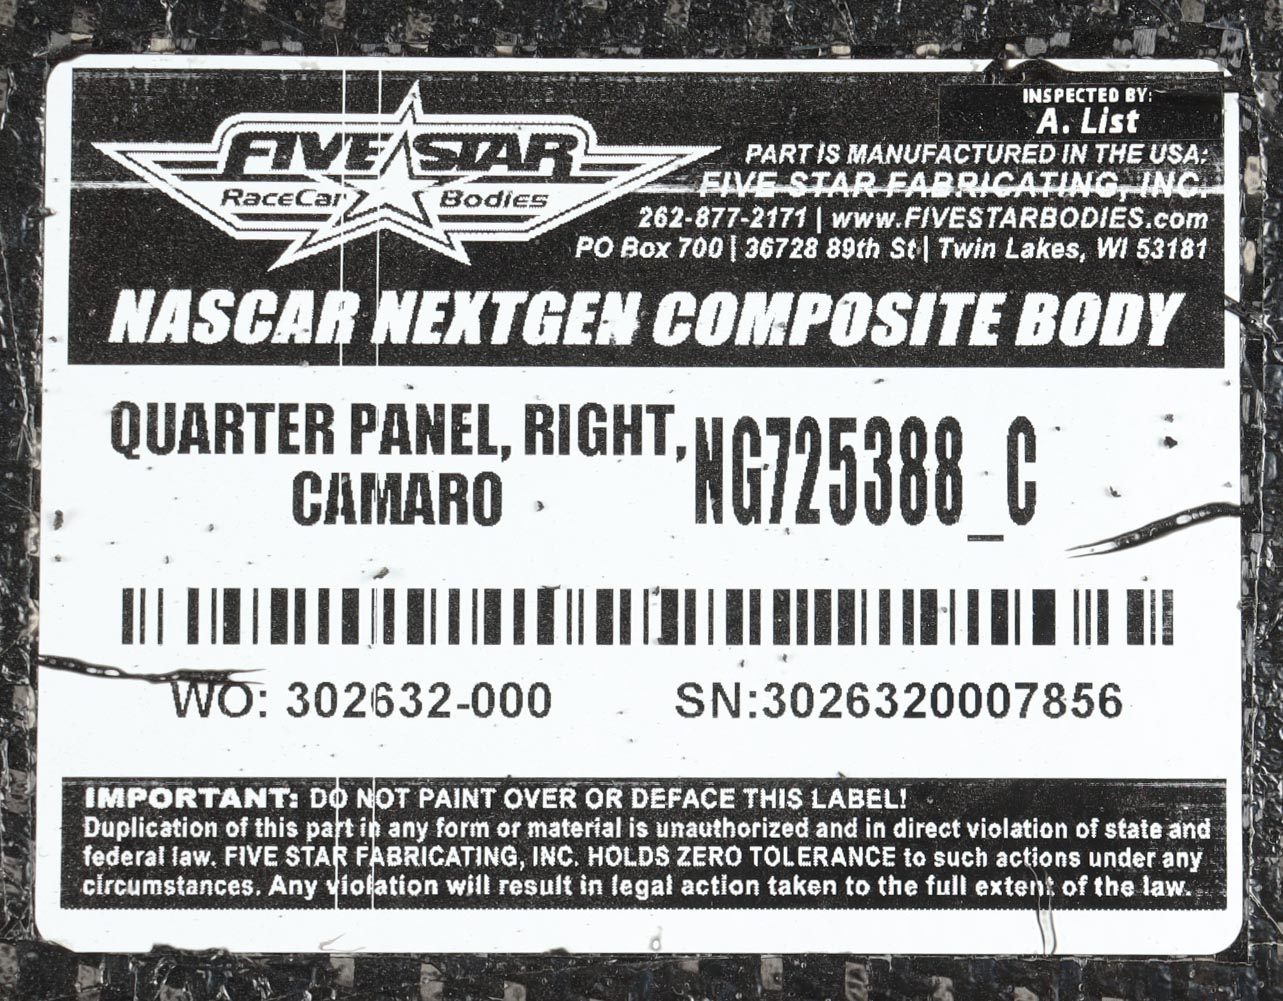 INSPECTED BY:
A. List
FIVE STAR
RaceCar Bodies
PART IS MANUFACTURED IN THE USA:
FIVE STAR FABRICATING, INC.
262-877-2171 | www.FIVESTARBODIES.com
PO Box 700 | 36728 89th St | Twin Lakes, WI 53181
NASCAR NEXTGEN COMPOSITE BODY
QUARTER PANEL, RIGHT,
CAMARO
NG725388_C
WO: 302632-000 SN:3026320007856
IMPORTANT: DO NOT PAINT OVER OR DEFACE THIS LABEL!
Duplication of this part in any form or material is unauthorized and in direct violation of state and
federal law. FIVE STAR FABRICATING, INC. HOLDS ZERO TOLERANCE to such actions under any
circumstances. Any violation will result in legal action taken to the full extent of the law.